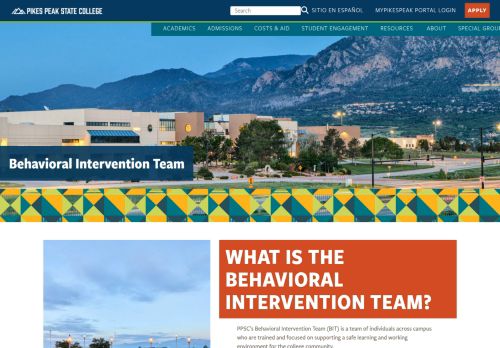 PIKES PEAK STATE COLLEGE
Search
SITIO EN ESPAÑOL
MYPIKESPEAK PORTAL LOGIN
APPLY
ACADEMICS
ADMISSIONS
COSTS & AID
STUDENT ENGAGEMENT
RESOURCES
ABOUT
SPECIAL GROU
Behavioral Intervention Team
WHAT IS THE
BEHAVIORAL
INTERVENTION TEAM?
PPSC's Behavioral Intervention Team (BIT) is a team of individuals across campus
who are trained and focused on supporting a safe learning and working
environment for the college community.